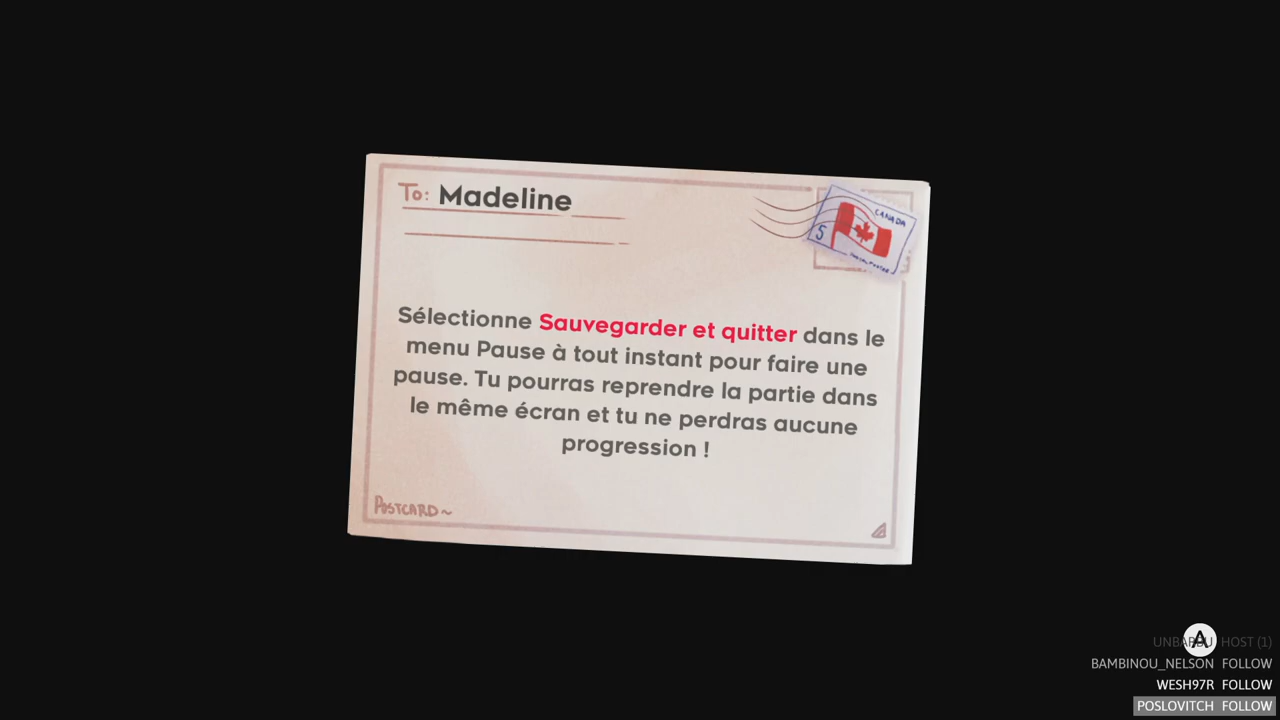 To: Madeline
CANADA
5
Sélectionne Sauvegarder et quitter dans le
menu Pause à tout instant pour faire une
pause. Tu pourras reprendre la partie dans
le même écran et tu ne perdras aucune
progression !
POSTCARD~
A
HOST (1)
BAMBINOU_NELSON FOLLOW
WESH97R FOLLOW
POSLOVITCH FOLLOW